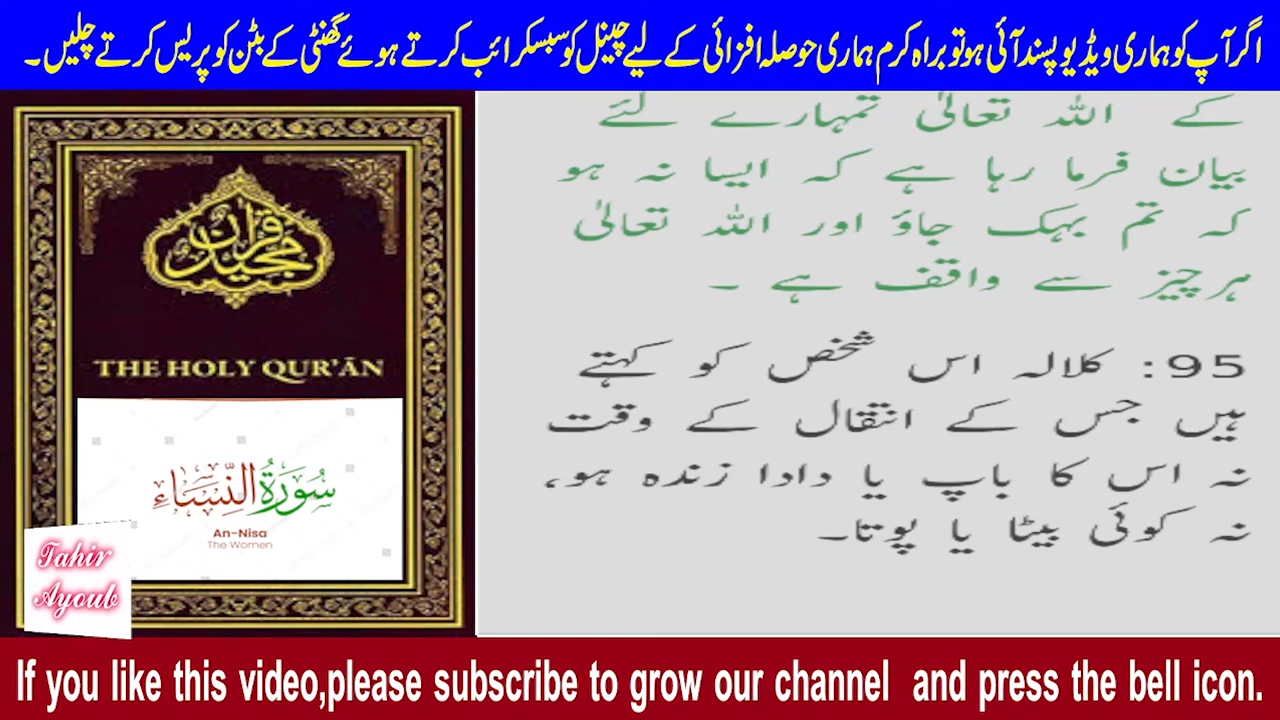 اگر آپ کو ہماری ویڈیو پسند آئی ہو تو براہ کرم ہماری حوصلہ افزائی کے لیے چینل کو سبسکرائب کرتے ہوئے گھنٹی کے بٹن کو پریس کرتے چلیں۔
قرآن
مجید
THE HOLY QUR'ĀN
سُورَةُ النِّسَاء
An-Nisa
The Women
Tahir
Ayoub
کے اللہ تعالیٰ تمہارے لئے
بیان فرما رہا ہے کہ ایسا نہ ہو
کہ تم بہک جاؤ اور اللہ تعالیٰ
ہرچیز سے واقف ہے ۔
95: کلالہ اس شخص کو کہتے
ہیں جس کے انتقال کے وقت
نہ اس کا باپ یا دادا زندہ ہو،
نہ کوئی بیٹا یا پوتا۔
If you like this video,please subscribe to grow our channel and press the bell icon.